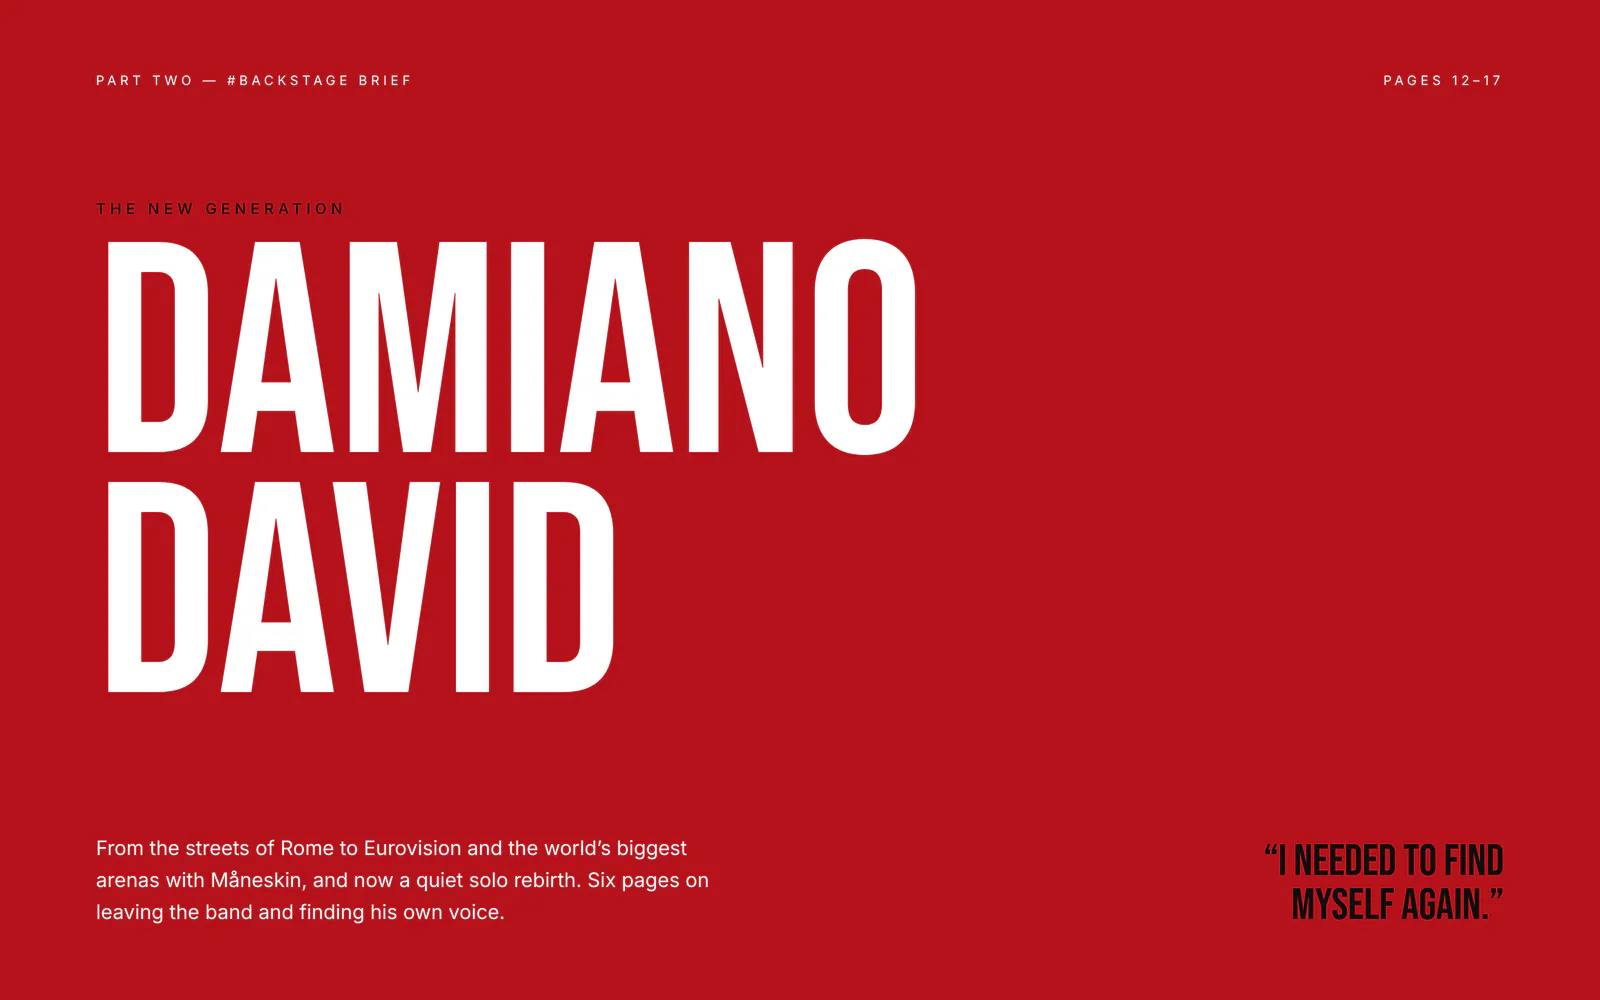 PART TWO — #BACKSTAGE BRIEF
PAGES 12–17
THE NEW GENERATION
DAMIANO
DAVID
From the streets of Rome to Eurovision and the world’s biggest
arenas with Måneskin, and now a quiet solo rebirth. Six pages on
leaving the band and finding his own voice.
“I NEEDED TO FIND
MYSELF AGAIN.”